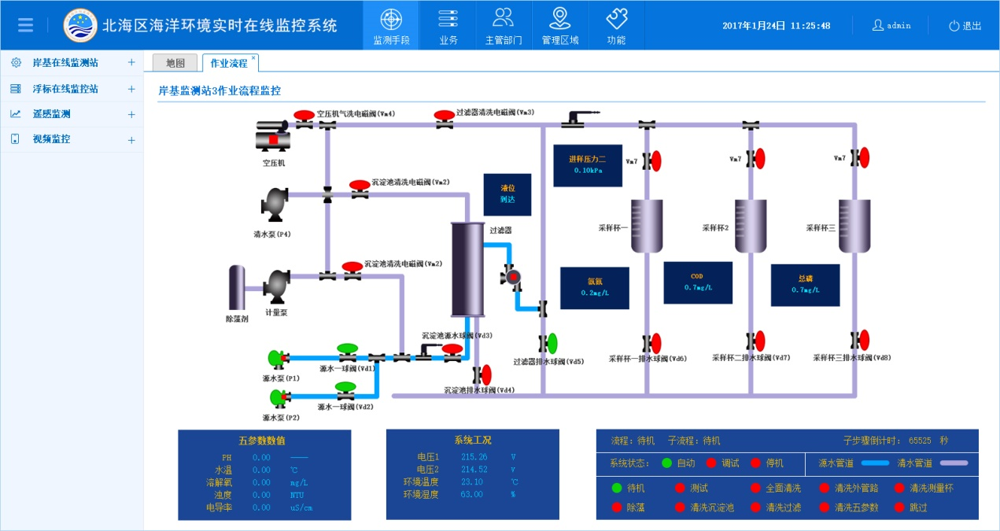 北海区海洋环境实时在线监控系统
监测手段
业务
主管部门
管理区域
功能
2017年1月24日 11:25:48
admin
退出
岸基在线监测站 +
浮标在线监控站 +
遥感监测 +
视频监控 +
地图
作业流程 ×
岸基监测站3作业流程监控
空压机气洗电磁阀(Vm4)
过滤器清洗电磁阀(Vm3)
空压机
进样压力二
0.10kPa
Vm7
Vm7
Vm7
沉淀池清洗电磁阀(Vm2)
液位
到达
清水泵(P4)
过滤器
采样杯一
采样杯2
采样杯三
沉淀池清洗电磁阀(Vm2)
氨氮
0.2mg/L
COD
0.7mg/L
总磷
0.7mg/L
除藻剂
计量泵
沉淀池源水球阀(Vd3)
源水一球阀(Vd1)
源水泵(P1)
过滤器排水球阀(Vd5)
采样杯一排水球阀(Vd6)
采样杯二排水球阀(Vd7)
采样杯三排水球阀(Vd8)
沉淀池排水球阀(Vd4)
源水一球阀(Vd2)
源水泵(P2)
五参数数值
PH 0.00 ——
水温 0.00 ℃
溶解氧 0.00 mg/L
浊度 0.00 NTU
电导率 0.00 uS/cm
系统工况
电压1 215.26 V
电压2 214.52 V
环境温度 23.10 ℃
环境湿度 63.00 %
流程: 待机 子流程: 待机 子步骤倒计时: 65525 秒
系统状态: 自动 调试 停机 源水管道 清水管道
待机 测试 全面清洗 清洗外管路 清洗测量杯
除藻 清洗沉淀池 清洗过滤 清洗五参数 跳过